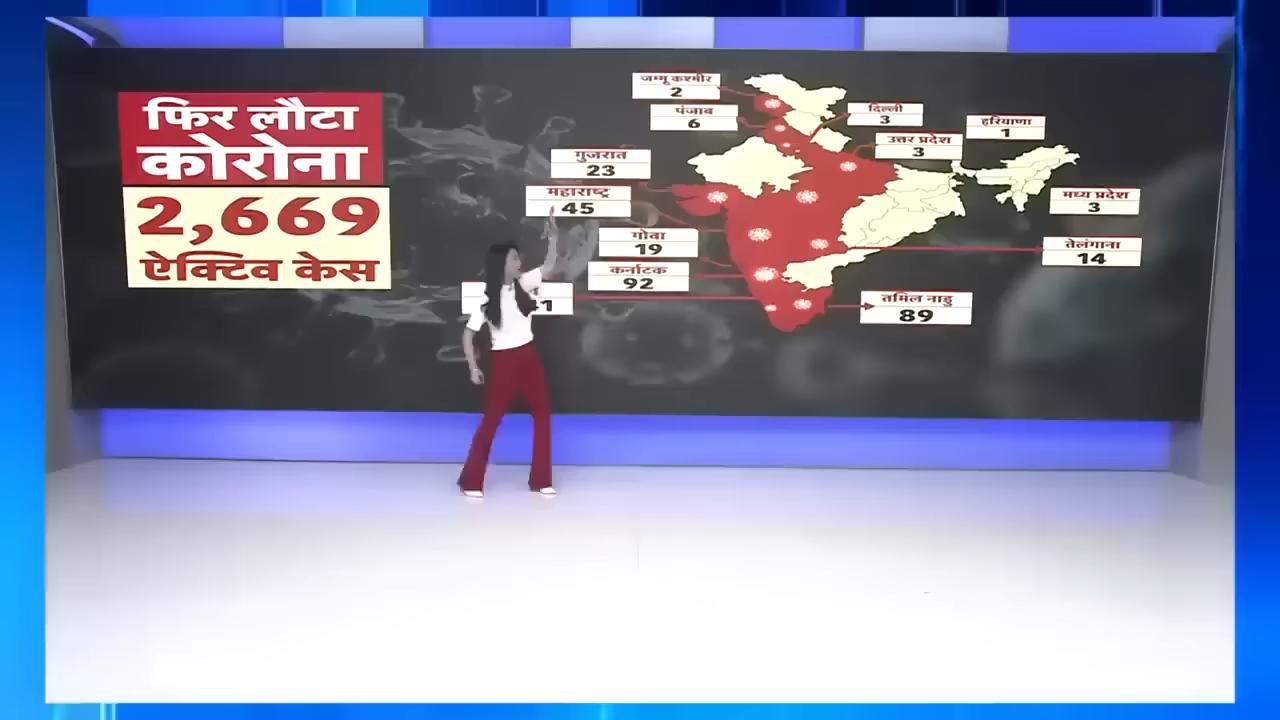 फिर लौटा
कोरोना
2,669
ऐक्टिव केस
जम्मू कश्मीर
2
पंजाब
6
दिल्ली
3
हरियाणा
1
उत्तर प्रदेश
3
गुजरात
23
महाराष्ट्र
45
मध्य प्रदेश
3
गोवा
19
तेलंगाना
14
कर्नाटक
92
तमिल नाडु
89